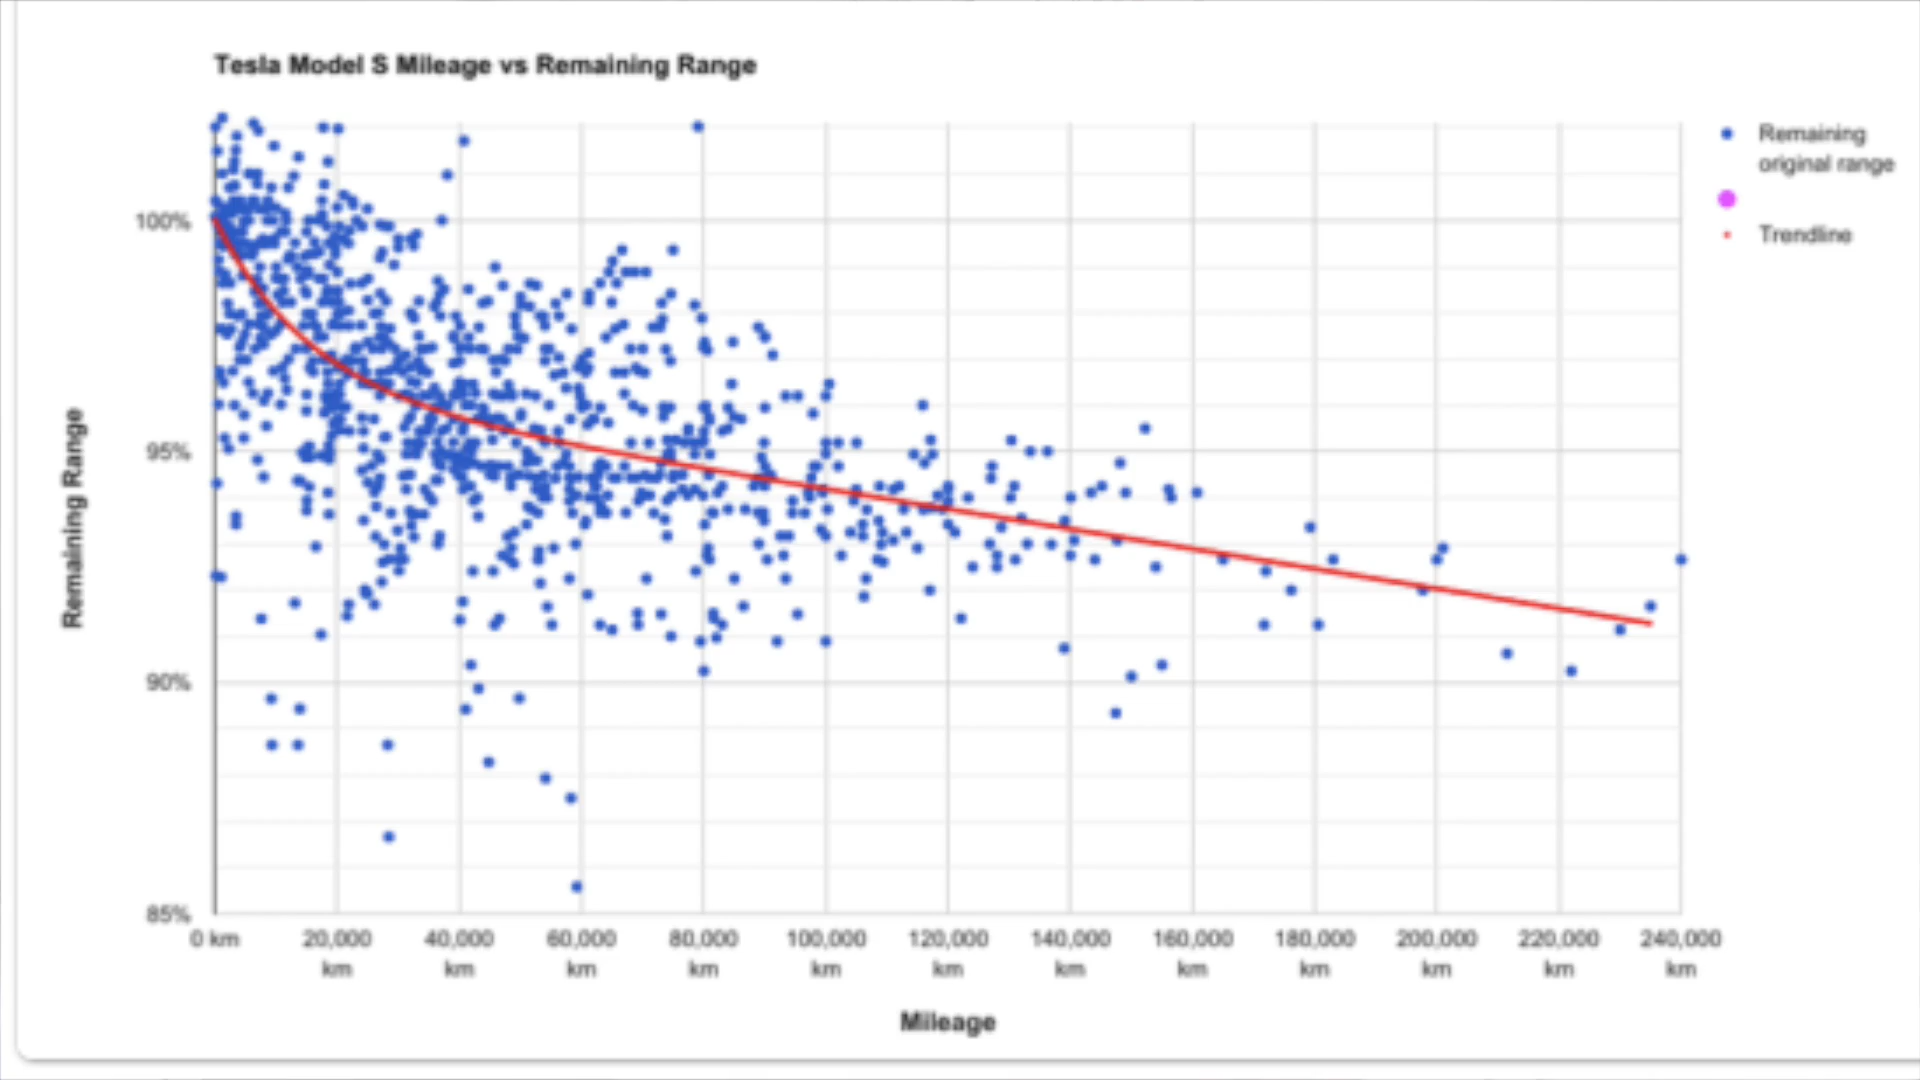 Tesla Model S Mileage vs Remaining Range
Remaining
original range
Trendline
100%
95%
90%
85%
Remaining Range
0 km
20,000
km
40,000
km
60,000
km
80,000
km
100,000
km
120,000
km
140,000
km
160,000
km
180,000
km
200,000
km
220,000
km
240,000
km
Mileage